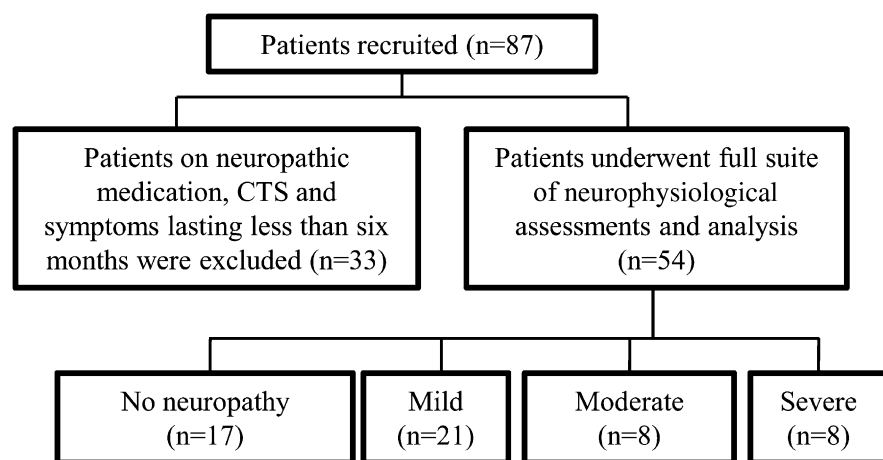 Patients recruited (n=87)
Patients on neuropathic
medication, CTS and
symptoms lasting less than six
months were excluded (n=33)
Patients underwent full suite
of neurophysiological
assessments and analysis
(n=54)
No neuropathy
(n=17)
Mild
(n=21)
Moderate
(n=8)
Severe
(n=8)